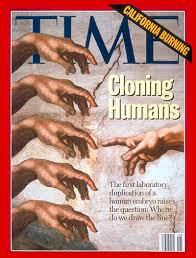 CALIFORNIA BURNING
TIME
Cloning
Humans
The first laboratory
duplication of a
human embryo raises
the question: Where
do we draw the line?